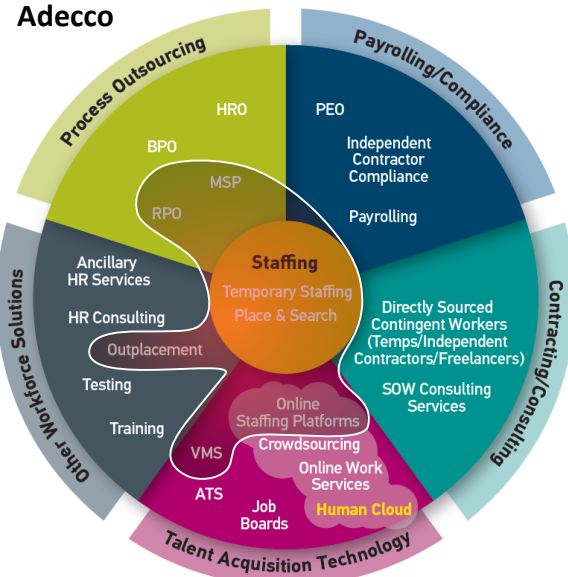 Adecco
Process Outsourcing
Payrolling/Compliance
HRO
BPO
MSP
RPO
PEO
Independent
Contractor
Compliance
Payrolling
Staffing
Temporary Staffing
Place & Search
Ancillary
HR Services
HR Consulting
Outplacement
Testing
Training
Other Workforce Solutions
Directly Sourced
Contingent Workers
(Temps/Independent
Contractors/Freelancers)
SOW Consulting
Services
Contracting/Consulting
Online
Staffing Platforms
Crowdsourcing
Online Work
Services
Human Cloud
VMS
ATS
Job
Boards
Talent Acquisition Technology